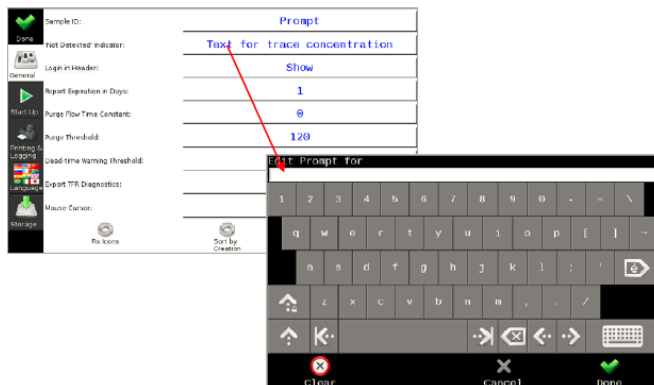 Sample ID:
Prompt
Done
'Not Detected' Indicator:
Text for trace concentration
General
Login in Header:
Show
Report Expiration in Days:
1
Start Up
Purge Flow Time Constant:
0
Purge Threshold:
120
Printing &
Logging
Dead-time Warning Threshold:
Language
Export TFR Diagnostics:
Mouse Cursor:
Storage
Fix Icons
Sort by
Creation
Edit Prompt for
1 2 3 4 5 6 7 8 9 0 - = \
q w e r t y u i o p [ ] ~
a s d f g h j k l ; ' é
z x c v b n m , . /
Clear
Cancel
Done